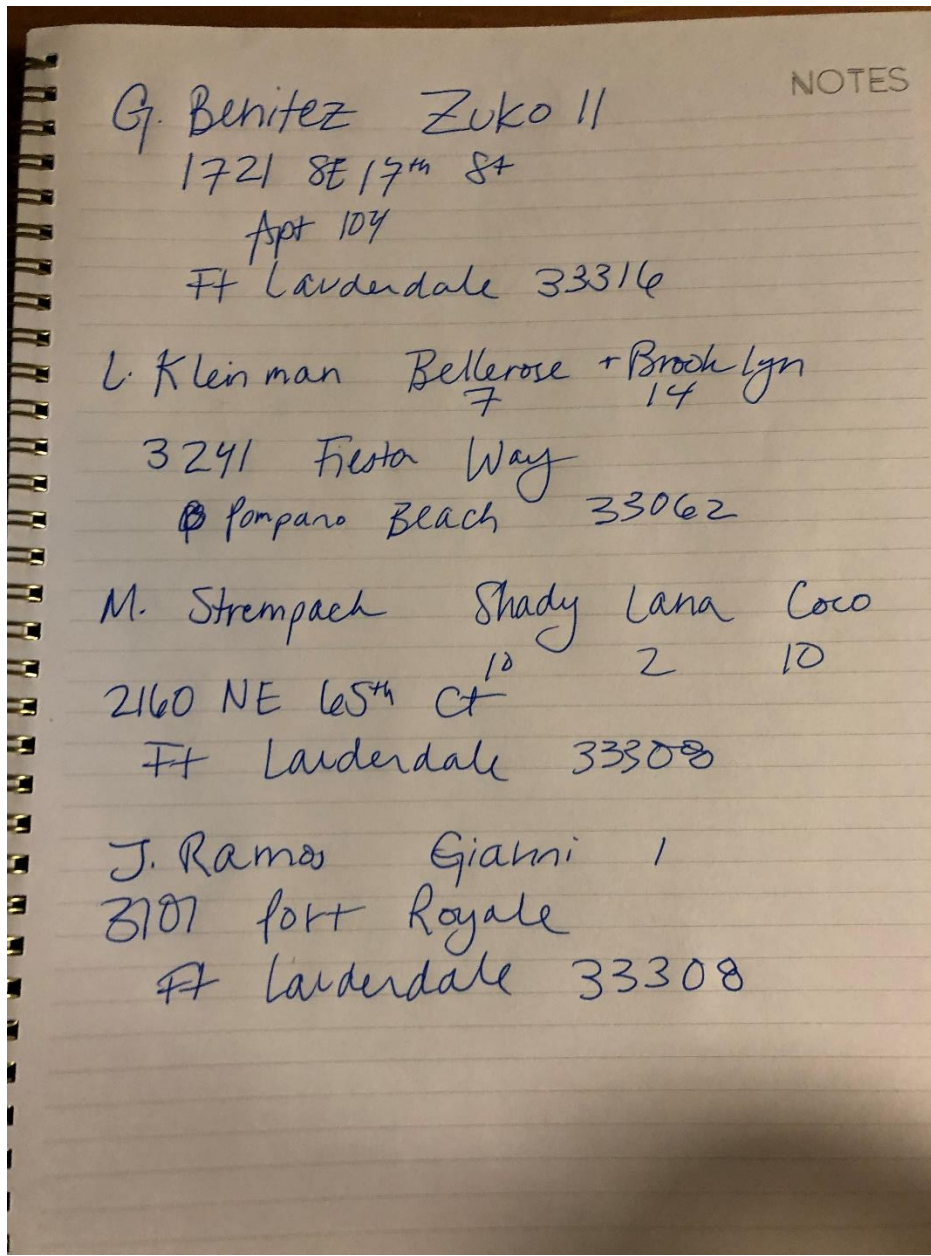 NOTES
G. Benitez Zuko 11
1721 SE 17th St
Apt 104
Ft Lauderdale 33316
L. Kleinman Bellerose + Brooklyn
7 14
3241 Fiesta Way
Pompano Beach 33062
M. Strempack Shady Lana Coco
10 2 10
2160 NE 65th Ct
Ft Lauderdale 33308
J. Ramos Gianni 1
Port Royale
Ft Lauderdale 33308